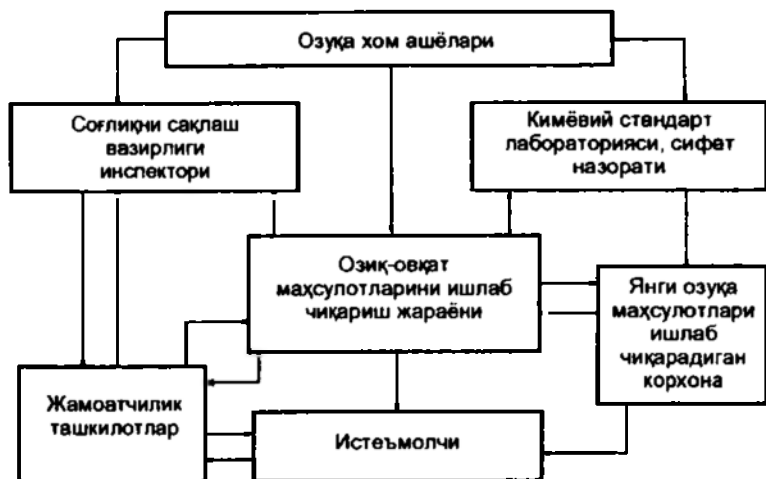 Озуқа хом ашёлари
Соғлиқни сақлаш
вазирлиги
инспектори
Кимёвий стандарт
лабораторияси, сифат
назорати
Озиқ-овқат
маҳсулотларини ишлаб
чиқариш жараёни
Янги озуқа
маҳсулотлари
ишлаб
чиқарадиган
корхона
Жамоатчилик
ташкилотлар
Истеъмолчи